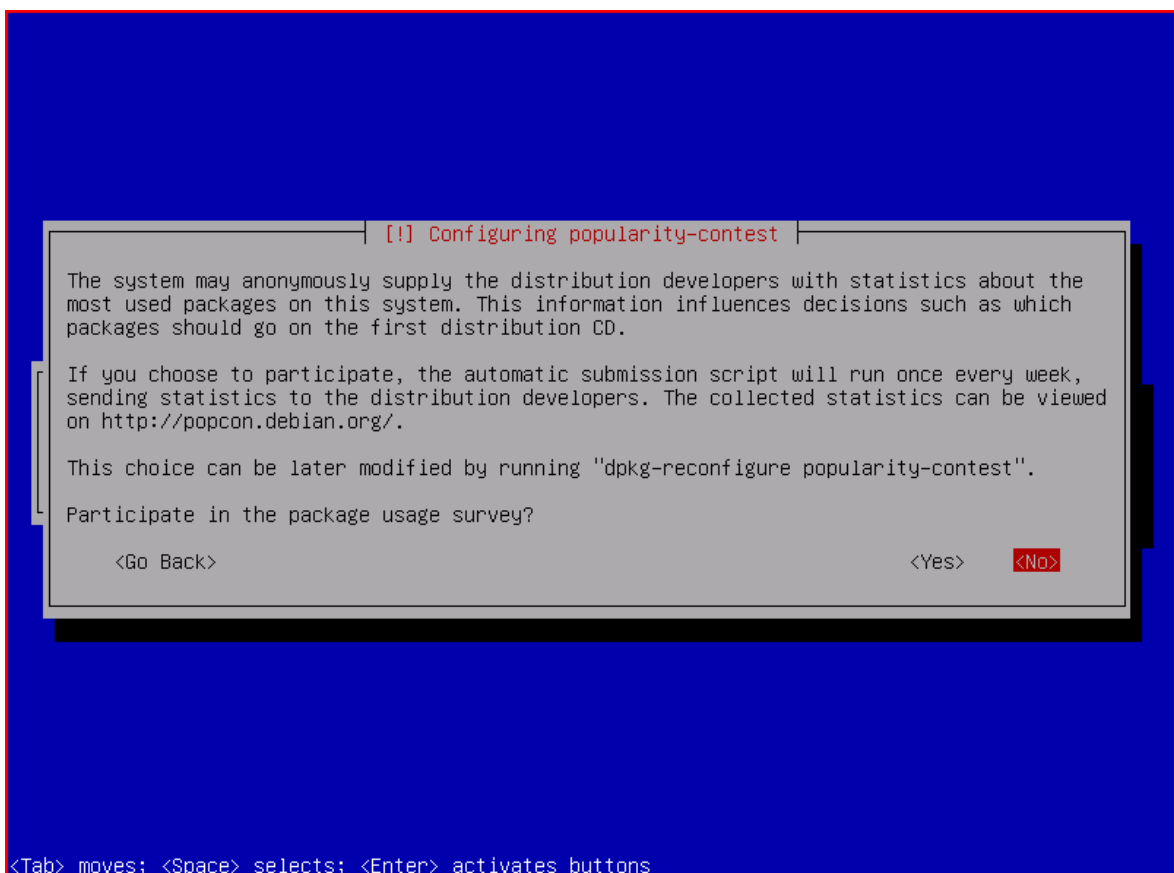 [!] Configuring popularity-contest
The system may anonymously supply the distribution developers with statistics about the
most used packages on this system. This information influences decisions such as which
packages should go on the first distribution CD.
If you choose to participate, the automatic submission script will run once every week,
sending statistics to the distribution developers. The collected statistics can be viewed
on http://popcon.debian.org/.
This choice can be later modified by running "dpkg-reconfigure popularity-contest".
Participate in the package usage survey?
<Go Back> <Yes> <No>
<Tab> moves; <Space> selects; <Enter> activates buttons